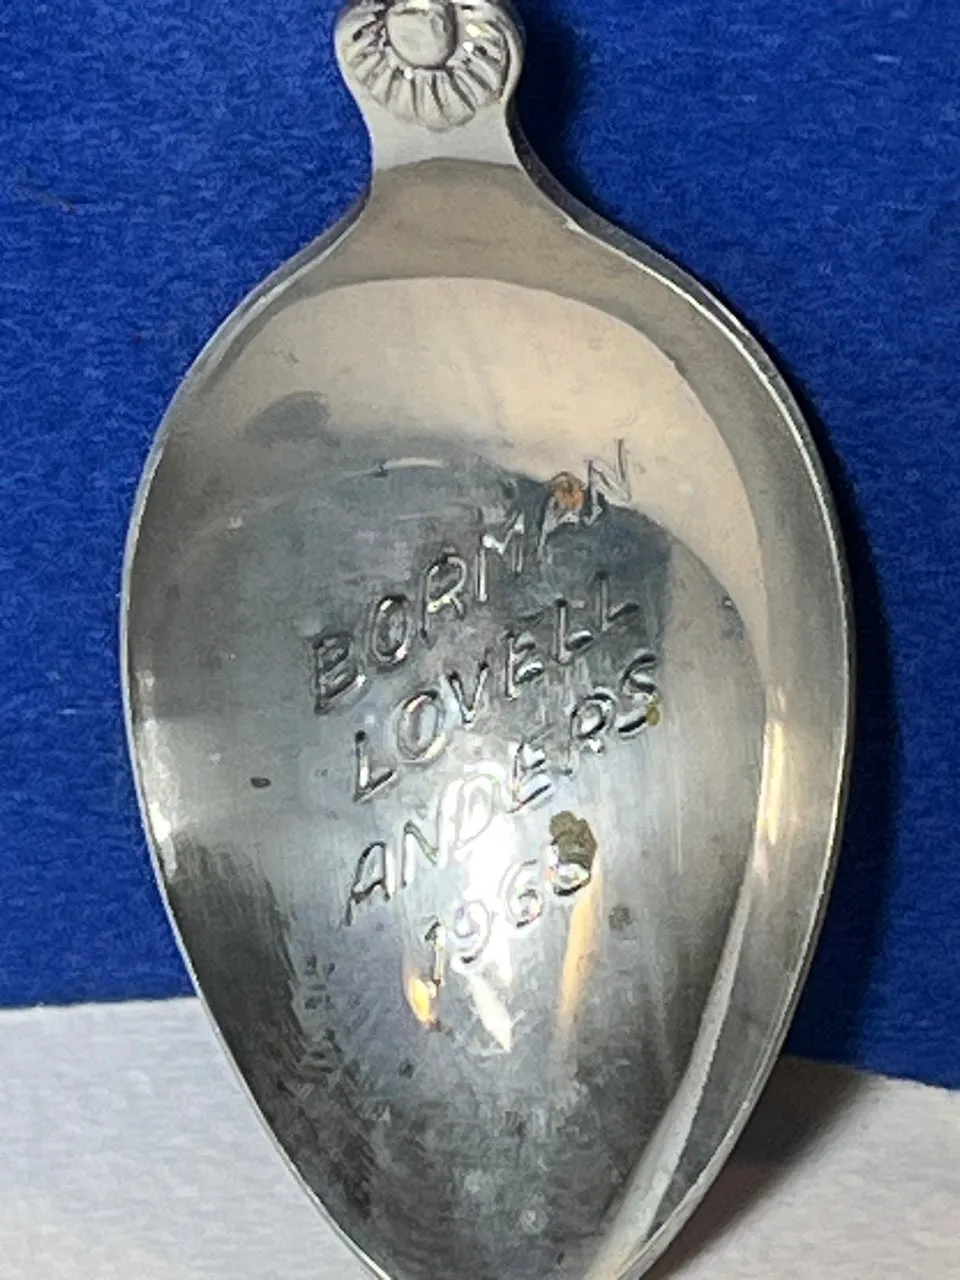 BORMAN
LOVELL
ANDERS
1968